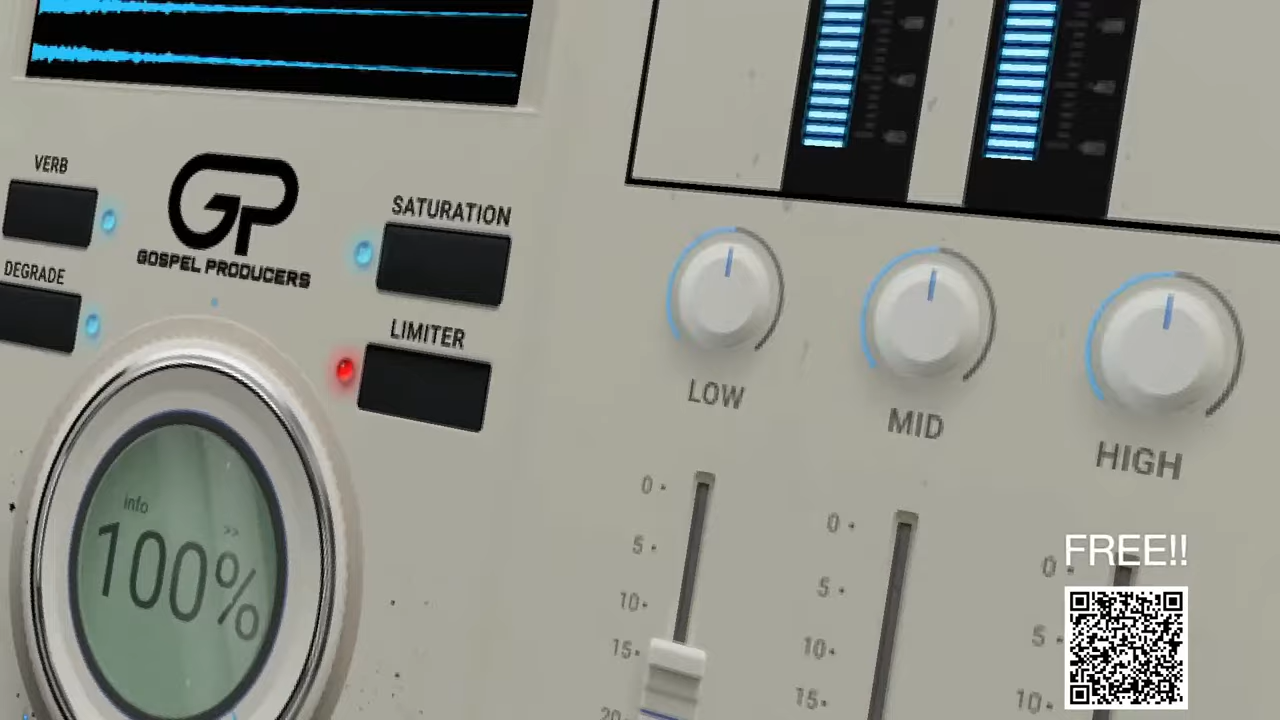 VERB
GP
GOSPEL PRODUCERS
SATURATION
DEGRADE
LIMITER
info
>>
100%
LOW
MID
HIGH
0
5
10
15
20
0
5
10
15
FREE!!
0
5
10